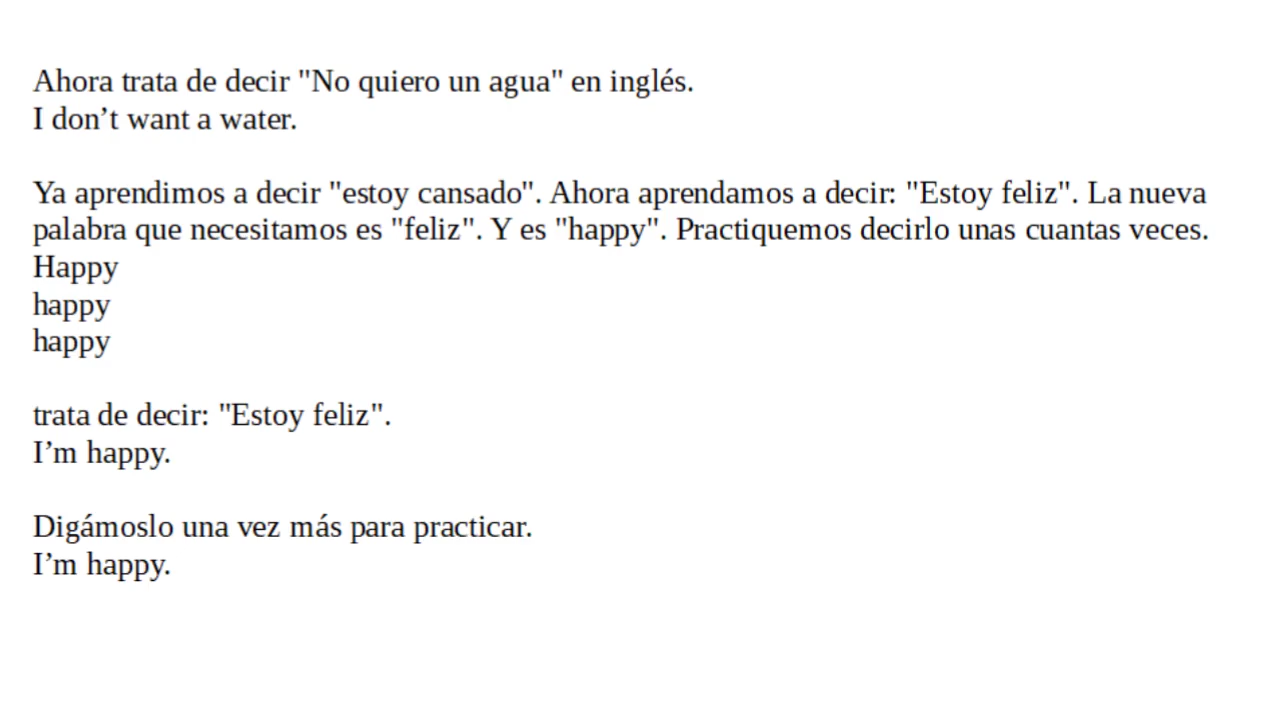 Ahora trata de decir "No quiero un agua" en inglés.
I don’t want a water.
Ya aprendimos a decir "estoy cansado". Ahora aprendamos a decir: "Estoy feliz". La nueva
palabra que necesitamos es "feliz". Y es "happy". Practiquemos decirlo unas cuantas veces.
Happy
happy
happy
trata de decir: "Estoy feliz".
I’m happy.
Digámoslo una vez más para practicar.
I’m happy.